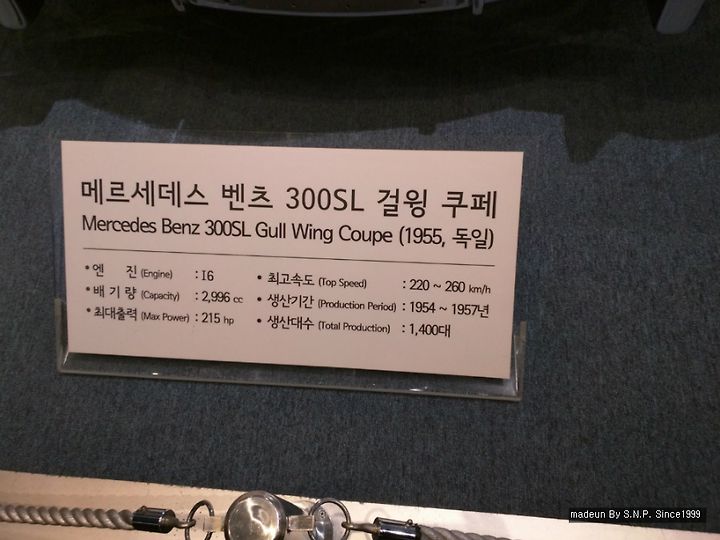 메르세데스 벤츠 300SL 걸윙 쿠페
Mercedes Benz 300SL Gull Wing Coupe (1955, 독일)
• 엔 진 (Engine) : I6
• 배 기 량 (Capacity) : 2,996 cc
• 최대출력 (Max Power) : 215 hp
• 최고속도 (Top Speed) : 220 ~ 260 km/h
• 생산기간 (Production Period) : 1954 ~ 1957년
• 생산대수 (Total Production) : 1,400대
madeun By S.N.P. Since1999